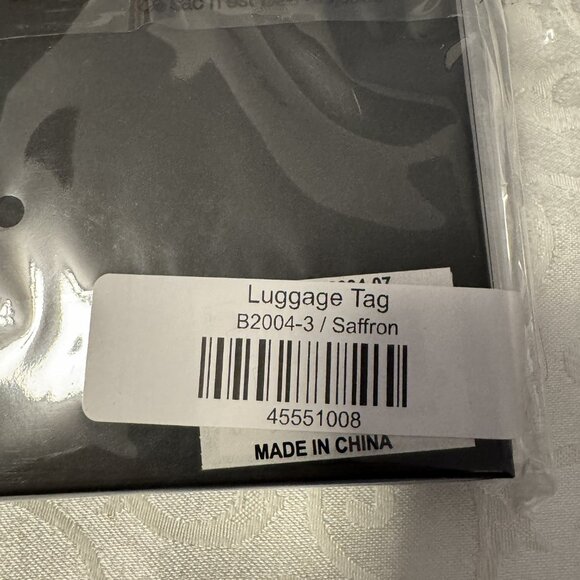 Luggage Tag
B2004-3 / Saffron
45551008
MADE IN CHINA